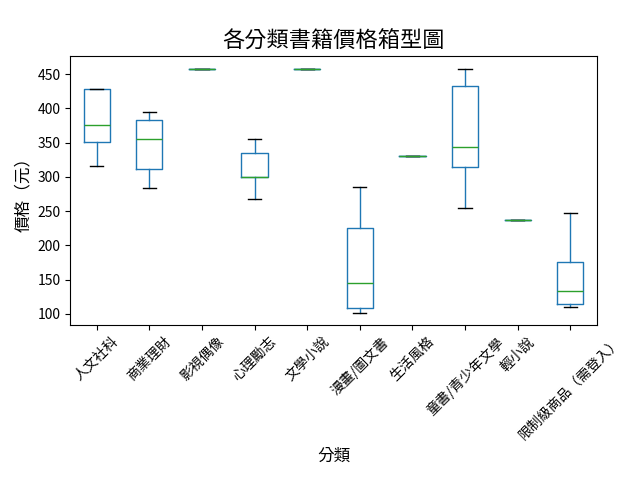 各分類書籍價格箱型圖
價格（元）
450
400
350
300
250
200
150
100
人文社科
商業理財
影視偶像
心理勵志
文學小說
漫畫/圖文書
生活風格
童書/青少年文學
輕小說
限制級商品（需登入）
分類